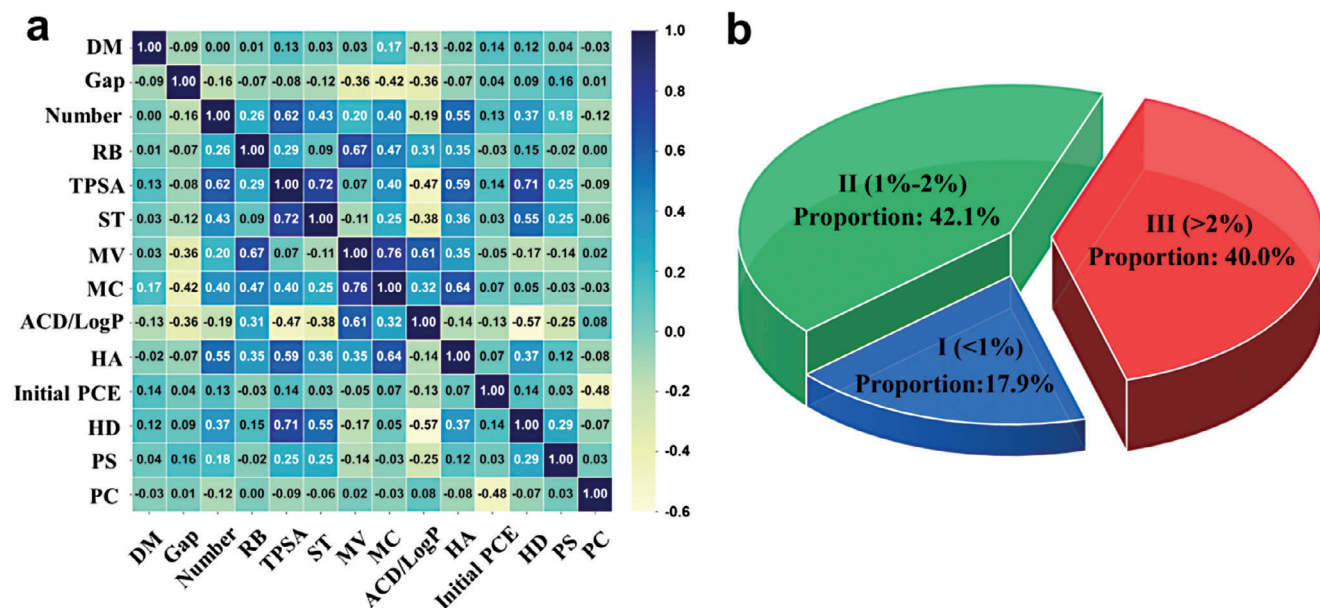 a
DM 1.00 -0.09 0.00 0.01 0.13 0.03 0.03 0.17 -0.13 -0.02 0.14 0.12 0.04 -0.03
Gap -0.09 1.00 -0.16 -0.07 -0.08 -0.12 -0.36 -0.42 -0.36 -0.07 0.04 0.09 0.16 0.01
Number 0.00 -0.16 1.00 0.26 0.62 0.43 0.20 0.40 -0.19 0.55 0.13 0.37 0.18 -0.12
RB 0.01 -0.07 0.26 1.00 0.29 0.09 0.67 0.47 0.31 0.35 -0.03 0.15 -0.02 0.00
TPSA 0.13 -0.08 0.62 0.29 1.00 0.72 0.07 0.40 -0.47 0.59 0.14 0.71 0.25 -0.09
ST 0.03 -0.12 0.43 0.09 0.72 1.00 -0.11 0.25 -0.38 0.36 0.03 0.55 0.25 -0.06
MV 0.03 -0.36 0.20 0.67 0.07 -0.11 1.00 0.76 0.61 0.35 -0.05 -0.17 -0.14 0.02
MC 0.17 -0.42 0.40 0.47 0.40 0.25 0.76 1.00 0.32 0.64 0.07 0.05 -0.03 -0.03
ACD/LogP -0.13 -0.36 -0.19 0.31 -0.47 -0.38 0.61 0.32 1.00 -0.14 -0.13 -0.57 -0.25 0.08
HA -0.02 -0.07 0.55 0.35 0.59 0.36 0.35 0.64 -0.14 1.00 0.07 0.37 0.12 -0.08
Initial PCE 0.14 0.04 0.13 -0.03 0.14 0.03 -0.05 0.07 -0.13 0.07 1.00 0.14 0.03 -0.48
HD 0.12 0.09 0.37 0.15 0.71 0.55 -0.17 0.05 -0.57 0.37 0.14 1.00 0.29 -0.07
PS 0.04 0.16 0.18 -0.02 0.25 0.25 -0.14 -0.03 -0.25 0.12 0.03 0.29 1.00 0.03
PC -0.03 0.01 -0.12 0.00 -0.09 -0.06 0.02 -0.03 0.08 -0.08 -0.48 -0.07 0.03 1.00
DM Gap Number RB TPSA ST MV MC ACD/LogP HA Initial PCE HD PS PC
1.0
0.8
0.6
0.4
0.2
0.0
-0.2
-0.4
-0.6
b
II (1%-2%)
Proportion: 42.1%
III (>2%)
Proportion: 40.0%
I (<1%)
Proportion:17.9%